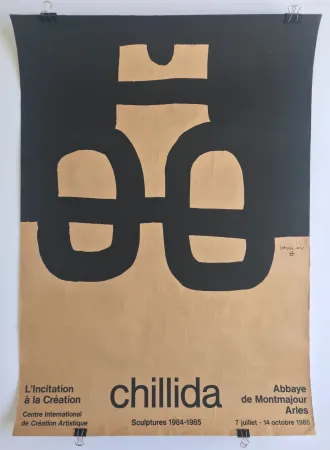 L'Incitation
à la Création
Centre International
de Création Artistique
chillida
Sculptures 1984-1985
Abbaye
de Montmajour
Arles
7 juillet - 14 octobre 1985